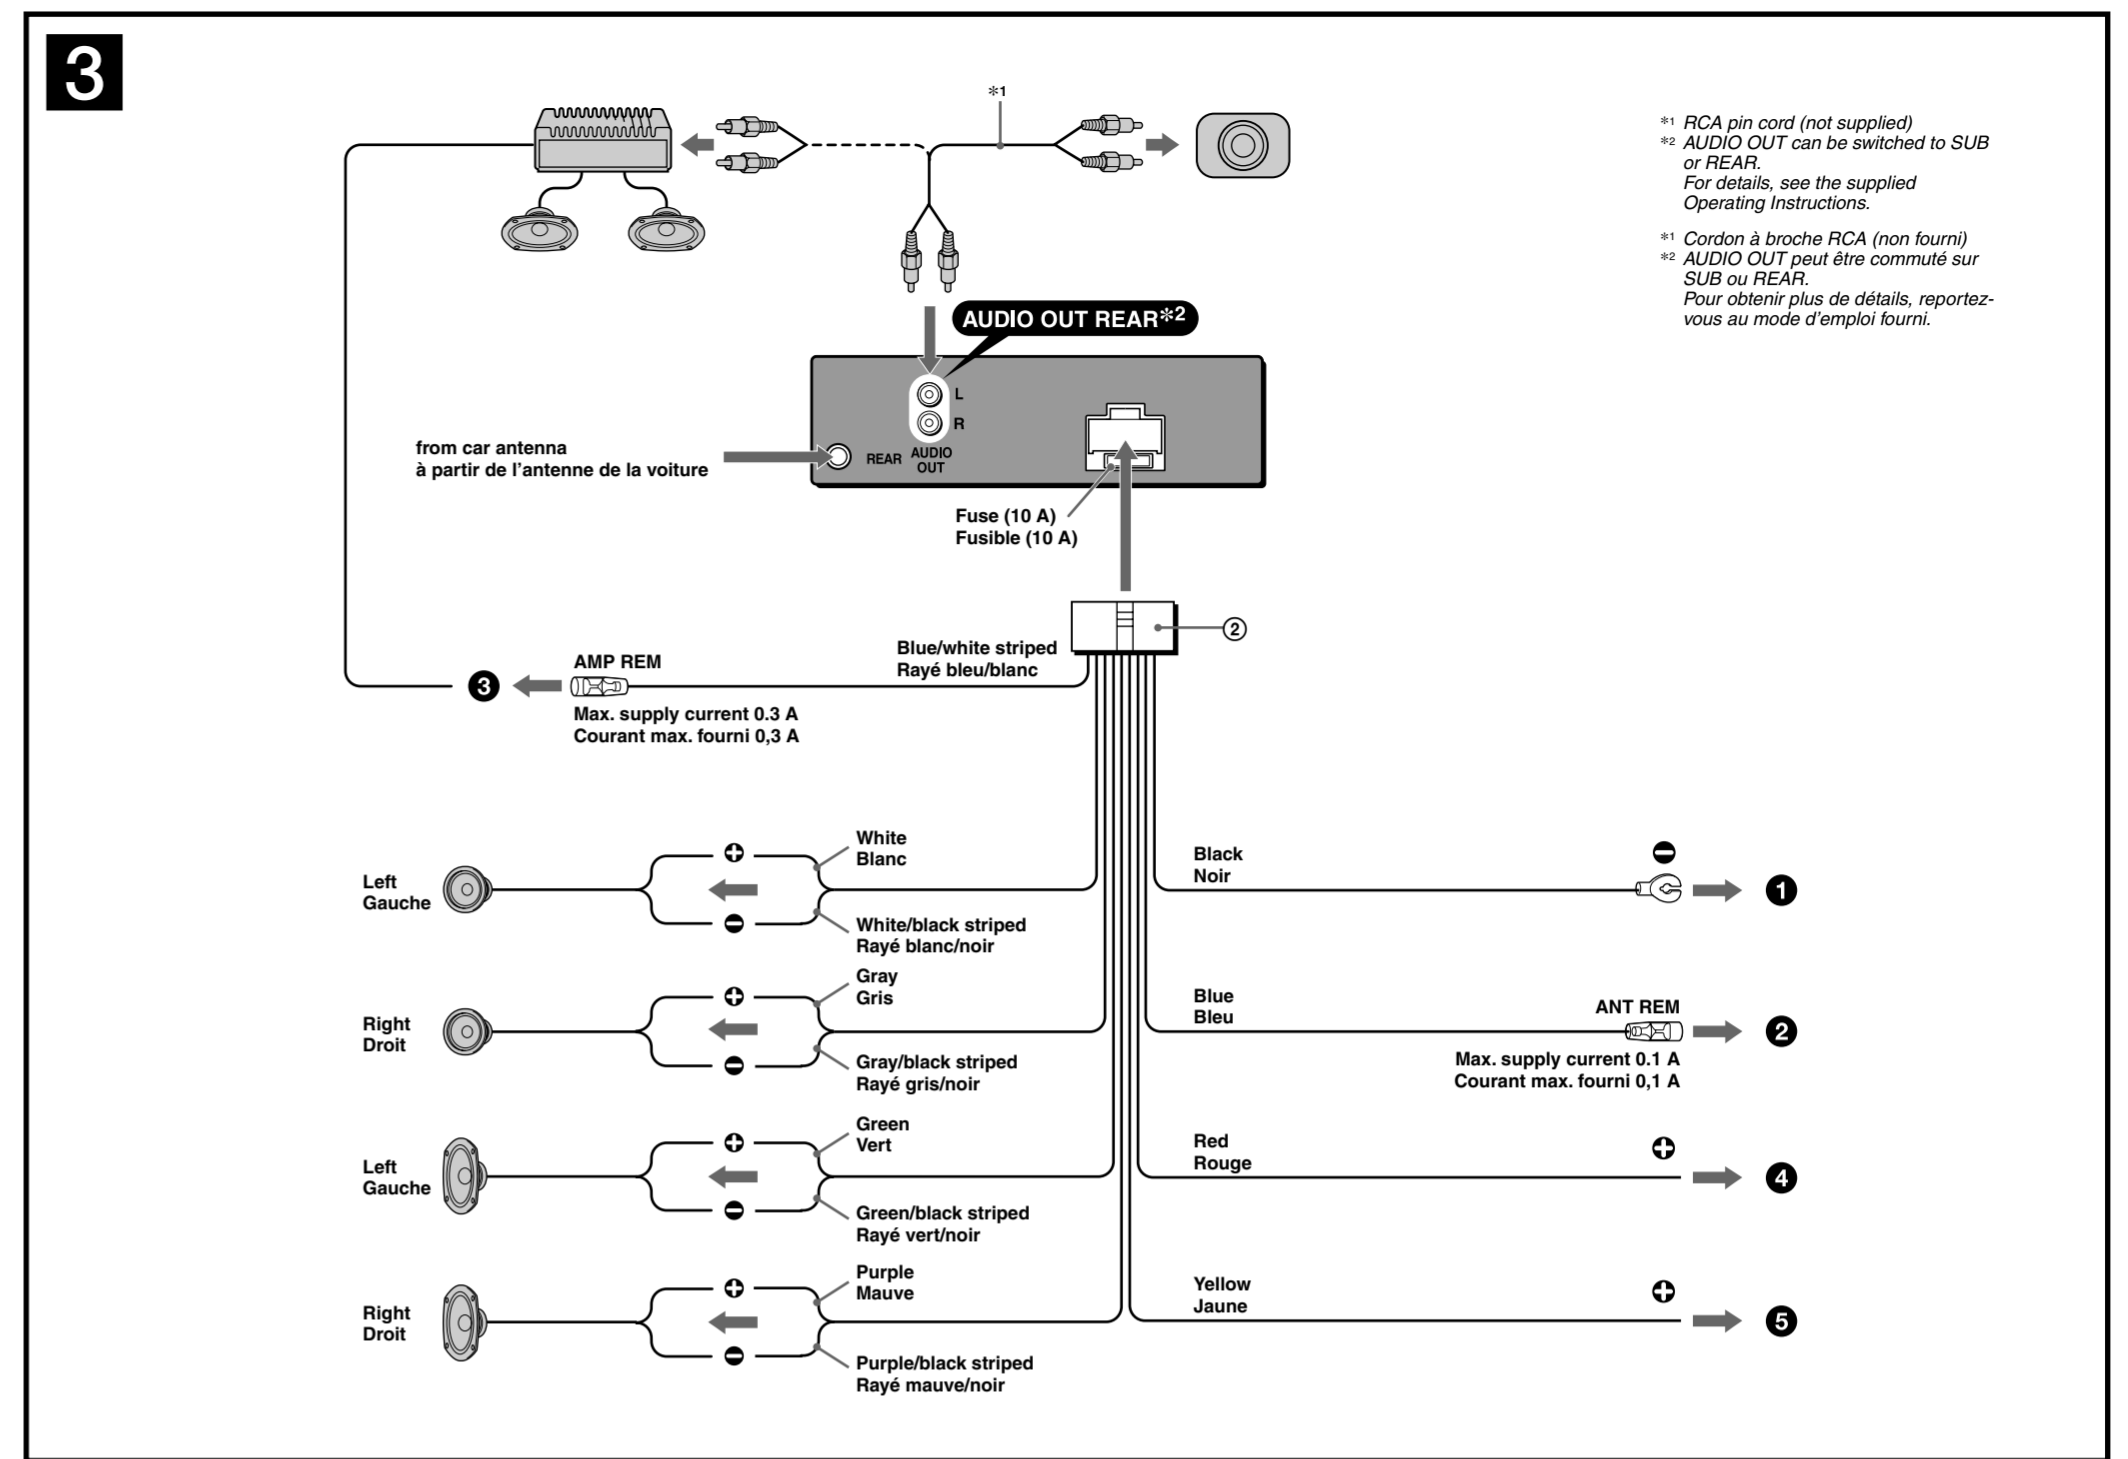 3
*1
*1 RCA pin cord (not supplied)
*2 AUDIO OUT can be switched to SUB
or REAR.
For details, see the supplied
Operating Instructions.
*1 Cordon à broche RCA (non fourni)
*2 AUDIO OUT peut être commuté sur
SUB ou REAR.
Pour obtenir plus de détails, reportez-
vous au mode d'emploi fourni.
AUDIO OUT REAR*2
L
R
from car antenna
à partir de l'antenne de la voiture
REAR
AUDIO
OUT
Fuse (10 A)
Fusible (10 A)
②
Blue/white striped
Rayé bleu/blanc
AMP REM
❸
Max. supply current 0.3 A
Courant max. fourni 0,3 A
White
Blanc
Left
Gauche
White/black striped
Rayé blanc/noir
Gray
Gris
Right
Droit
Gray/black striped
Rayé gris/noir
Green
Vert
Left
Gauche
Green/black striped
Rayé vert/noir
Purple
Mauve
Right
Droit
Purple/black striped
Rayé mauve/noir
Black
Noir
❶
Blue
Bleu
ANT REM
❷
Max. supply current 0.1 A
Courant max. fourni 0,1 A
Red
Rouge
❹
Yellow
Jaune
❺